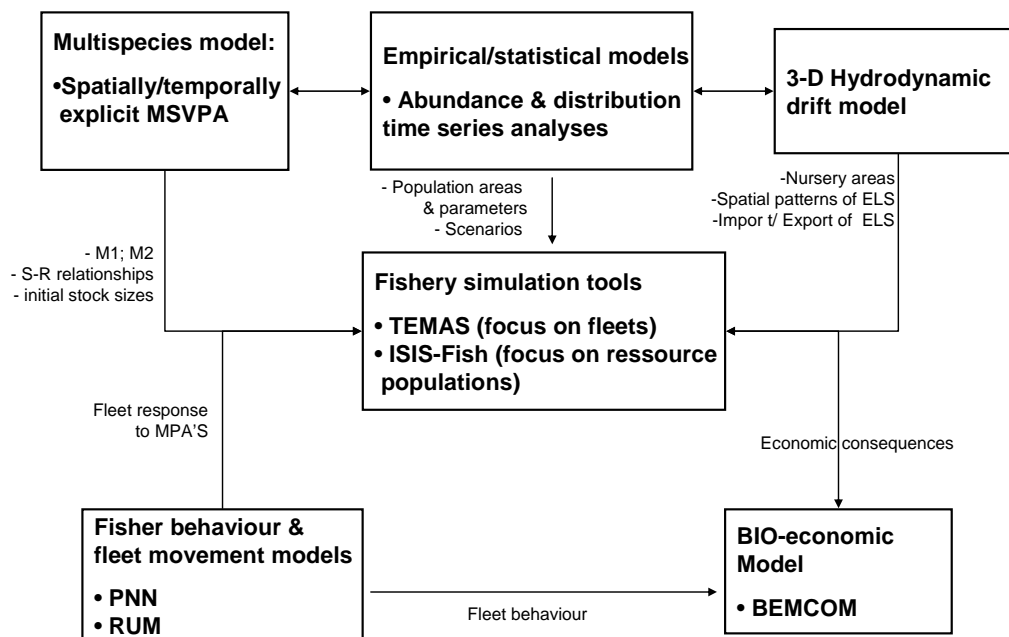 Multispecies model:
•Spatially/temporally
explicit MSVPA
Empirical/statistical models
• Abundance & distribution
time series analyses
3-D Hydrodynamic
drift model
- Population areas
& parameters
- Scenarios
-Nursery areas
-Spatial patterns of ELS
-Impor t/ Export of ELS
- M1; M2
- S-R relationships
- initial stock sizes
Fishery simulation tools
• TEMAS (focus on fleets)
• ISIS-Fish (focus on ressource
populations)
Fleet response
to MPA'S
Economic consequences
Fisher behaviour &
fleet movement models
• PNN
• RUM
Fleet behaviour
BIO-economic
Model
• BEMCOM